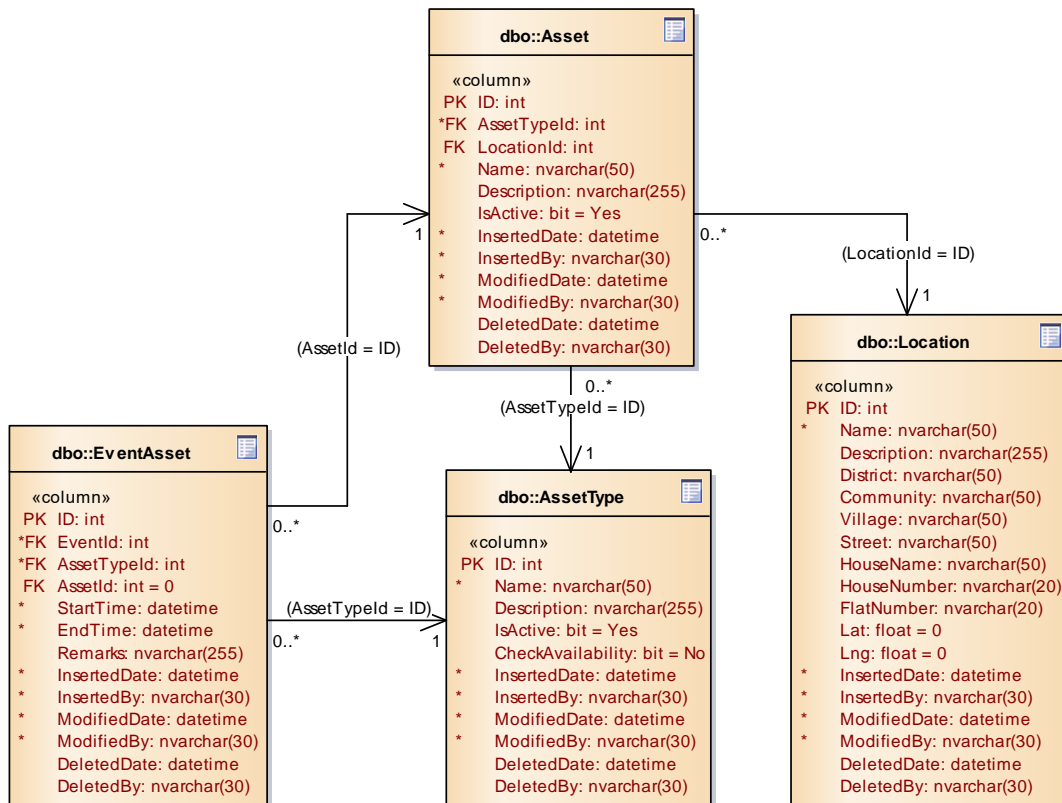 dbo::Asset
«column»
PK ID: int
*FK AssetTypeId: int
FK LocationId: int
* Name: nvarchar(50)
Description: nvarchar(255)
IsActive: bit = Yes
* InsertedDate: datetime
* InsertedBy: nvarchar(30)
* ModifiedDate: datetime
* ModifiedBy: nvarchar(30)
DeletedDate: datetime
DeletedBy: nvarchar(30)
1
0..*
(LocationId = ID)
1
(AssetId = ID)
0..*
(AssetTypeId = ID)
1
dbo::Location
«column»
PK ID: int
* Name: nvarchar(50)
Description: nvarchar(255)
District: nvarchar(50)
Community: nvarchar(50)
Village: nvarchar(50)
Street: nvarchar(50)
HouseName: nvarchar(50)
HouseNumber: nvarchar(20)
FlatNumber: nvarchar(20)
Lat: float = 0
Lng: float = 0
* InsertedDate: datetime
* InsertedBy: nvarchar(30)
* ModifiedDate: datetime
* ModifiedBy: nvarchar(30)
DeletedDate: datetime
DeletedBy: nvarchar(30)
dbo::EventAsset
«column»
PK ID: int
*FK EventId: int
*FK AssetTypeId: int
FK AssetId: int = 0
* StartTime: datetime
* EndTime: datetime
Remarks: nvarchar(255)
* InsertedDate: datetime
* InsertedBy: nvarchar(30)
* ModifiedDate: datetime
* ModifiedBy: nvarchar(30)
DeletedDate: datetime
DeletedBy: nvarchar(30)
0..*
(AssetTypeId = ID)
0..*
1
dbo::AssetType
«column»
PK ID: int
* Name: nvarchar(50)
Description: nvarchar(255)
IsActive: bit = Yes
CheckAvailability: bit = No
* InsertedDate: datetime
* InsertedBy: nvarchar(30)
* ModifiedDate: datetime
* ModifiedBy: nvarchar(30)
DeletedDate: datetime
DeletedBy: nvarchar(30)